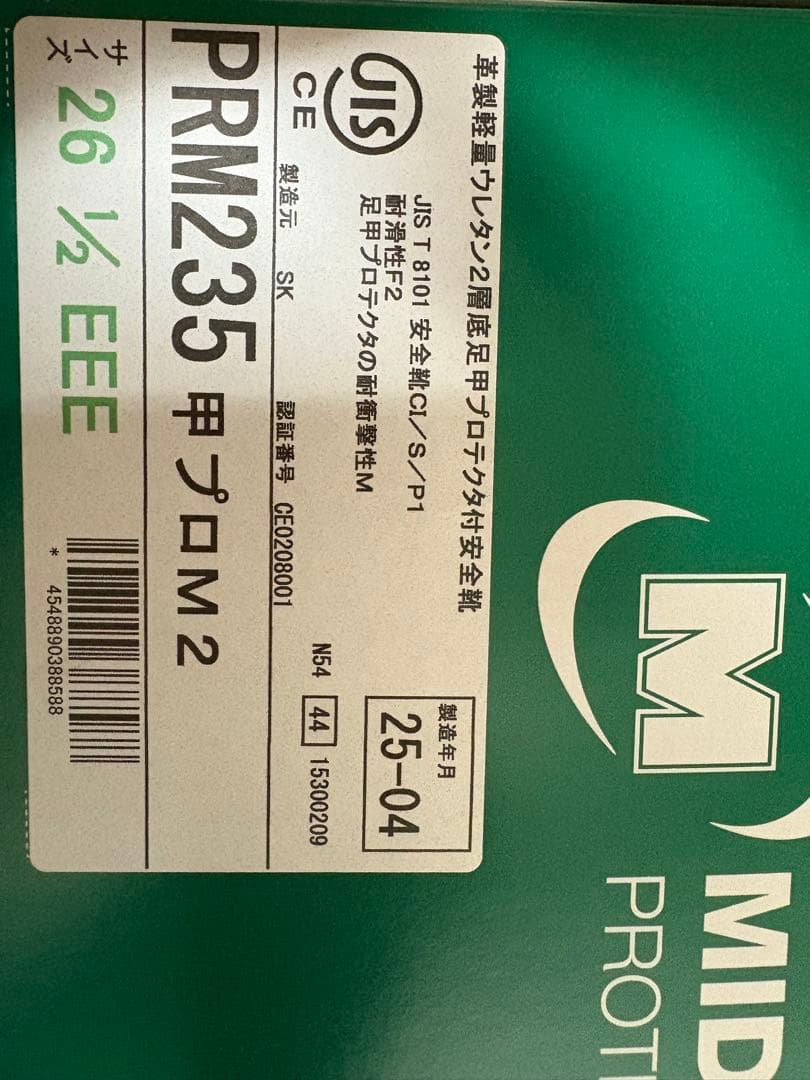 革製軽量ウレタン2層底足甲プロテクタ付安全靴
JIS
CE
JIS T 8101 安全靴CI/S/P1
耐滑性F2
足甲プロテクタの耐衝撃性M
製造年月
25-04
製造元 SK 認証番号 CE0208001
N54 44 15300209
PRM235 甲プロM2
サイズ
26 ½ EEE
* 4548890388588
M
MID
PROT